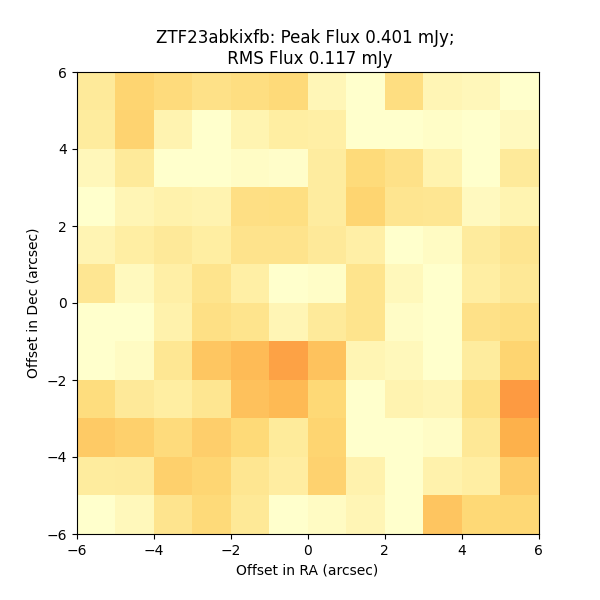 ZTF23abkixfb: Peak Flux 0.401 mJy;
RMS Flux 0.117 mJy
6
4
2
0
−2
−4
−6
Offset in Dec (arcsec)
−6 −4 −2 0 2 4 6
Offset in RA (arcsec)